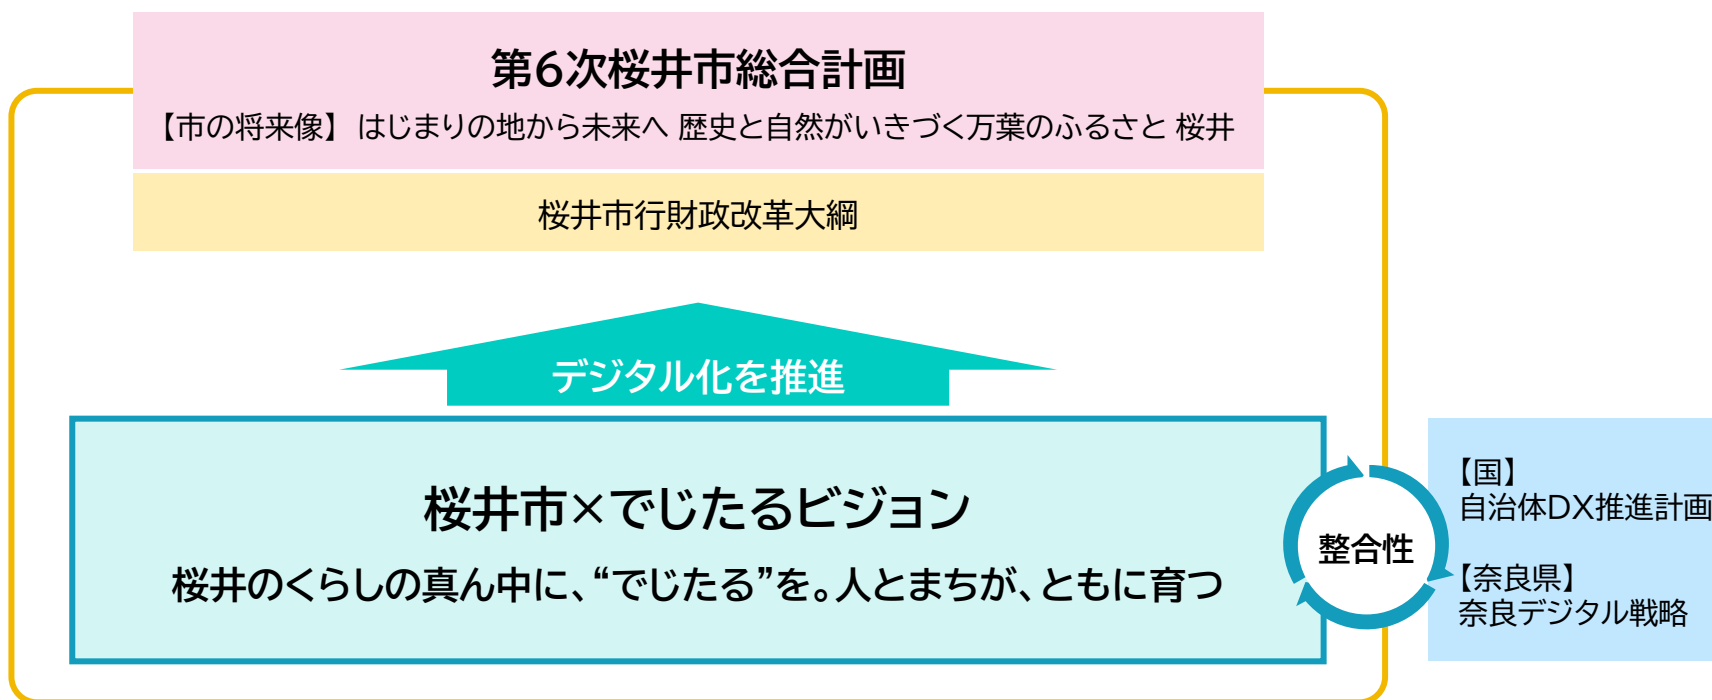 第6次桜井市総合計画
【市の将来像】 はじまりの地から未来へ 歴史と自然がいきづく万葉のふるさと 桜井
桜井市行財政改革大綱
デジタル化を推進
桜井市×でじたるビジョン
桜井のくらしの真ん中に、“でじたる”を。人とまちが、ともに育つ
整合性
【国】
自治体DX推進計画
【奈良県】
奈良デジタル戦略